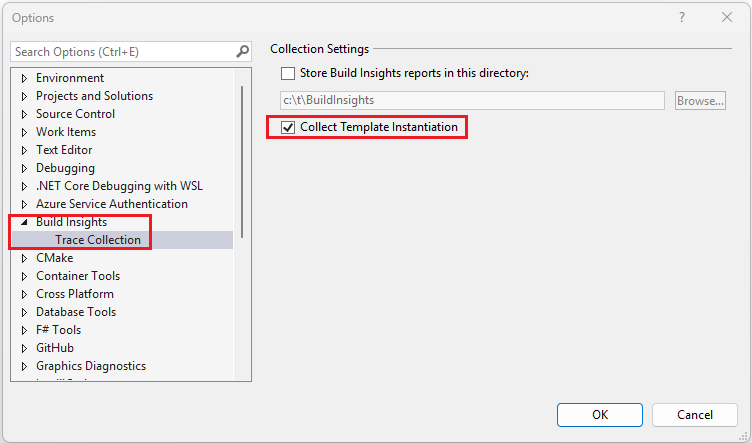 Options
?
Search Options (Ctrl+E)
Environment
Projects and Solutions
Source Control
Work Items
Text Editor
Debugging
.NET Core Debugging with WSL
Azure Service Authentication
Build Insights
Trace Collection
CMake
Container Tools
Cross Platform
Database Tools
F# Tools
GitHub
Graphics Diagnostics
Collection Settings
Store Build Insights reports in this directory:
c:\t\BuildInsights
Browse...
Collect Template Instantiation
OK
Cancel